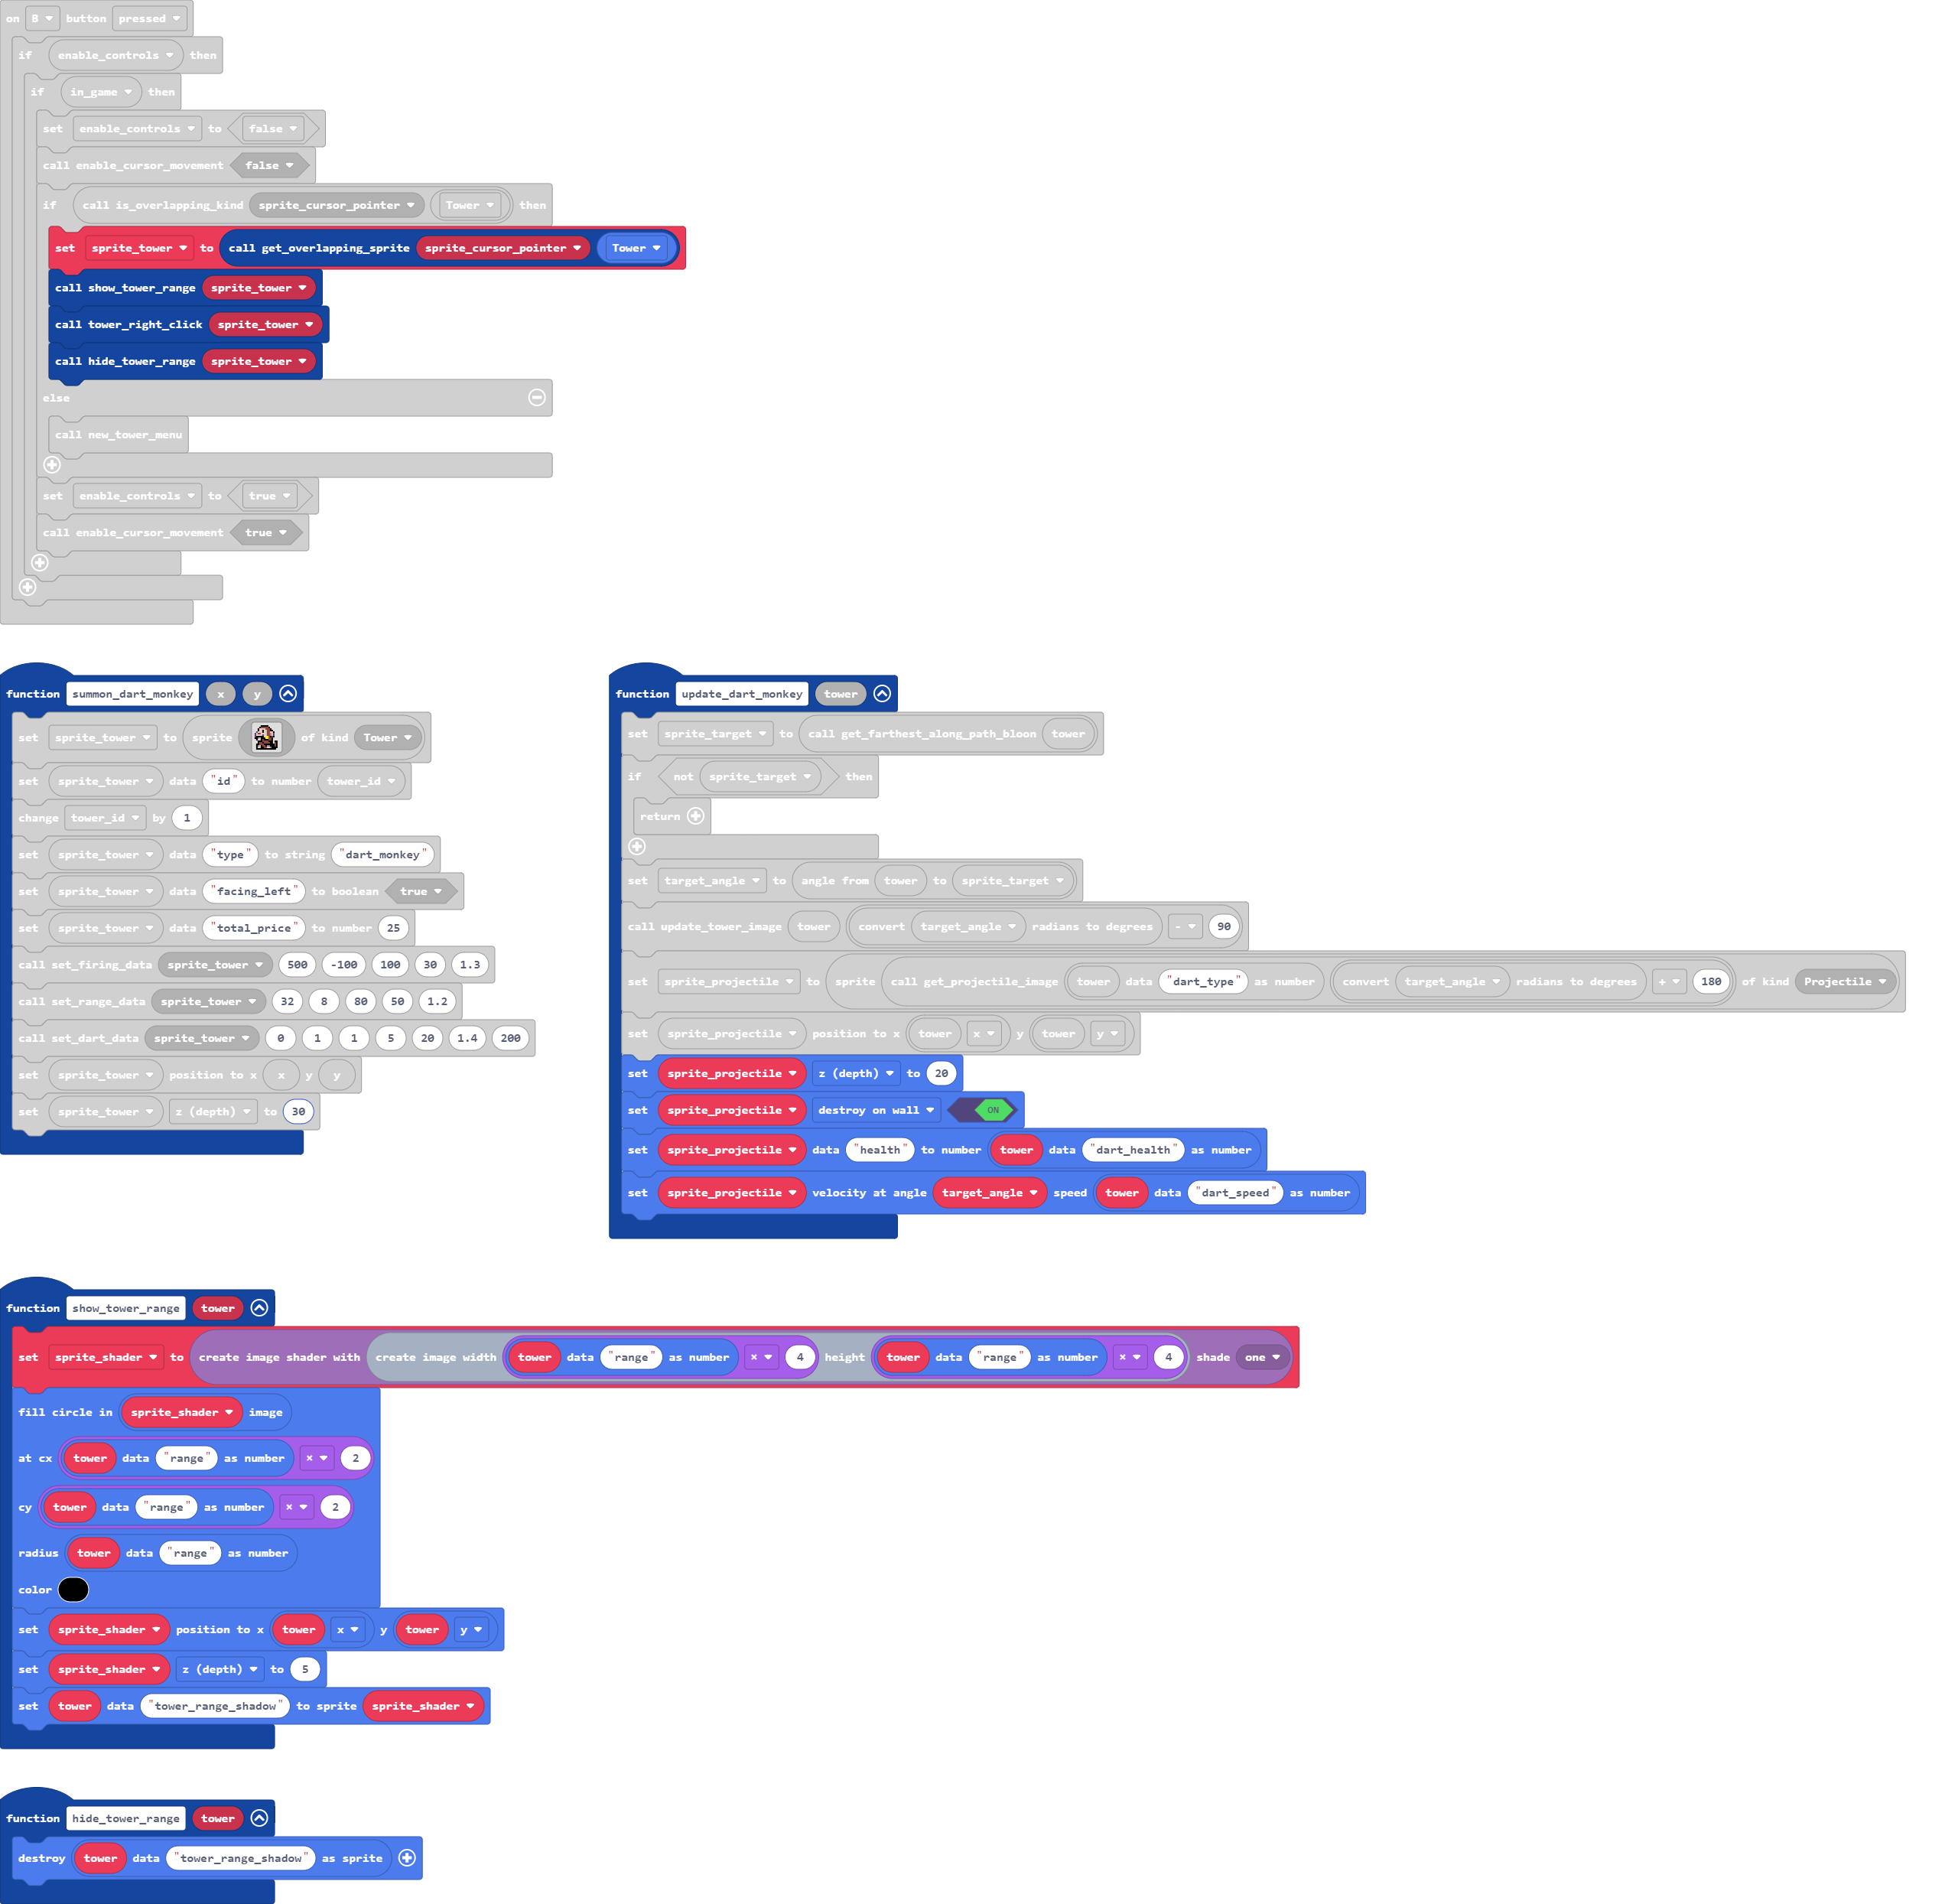 on B button pressed
if enable_controls then
if in_game then
set enable_controls to false
call enable_cursor_movement false
if call is_overlapping_kind sprite_cursor_pointer Tower then
set sprite_tower to call get_overlapping_sprite sprite_cursor_pointer Tower
call show_tower_range sprite_tower
call tower_right_click sprite_tower
call hide_tower_range sprite_tower
else
call new_tower_menu
set enable_controls to true
call enable_cursor_movement true
function summon_dart_monkey x y
set sprite_tower to sprite of kind Tower
set sprite_tower data "id" to number tower_id
change tower_id by 1
set sprite_tower data "type" to string "dart_monkey"
set sprite_tower data "facing_left" to boolean true
set sprite_tower data "total_price" to number 25
call set_firing_data sprite_tower 500 -100 100 30 1.3
call set_range_data sprite_tower 32 8 80 50 1.2
call set_dart_data sprite_tower 0 1 1 5 20 1.4 200
set sprite_tower position to x x y y
set sprite_tower z (depth) to 30
function update_dart_monkey tower
set sprite_target to call get_farthest_along_path_bloon tower
if not sprite_target then
return
set target_angle to angle from tower to sprite_target
call update_tower_image tower convert target_angle radians to degrees - 90
set sprite_projectile to sprite call get_projectile_image tower data "dart_type" as number convert target_angle radians to degrees + 180 of kind Projectile
set sprite_projectile position to x tower x y tower y
set sprite_projectile z (depth) to 20
set sprite_projectile destroy on wall ON
set sprite_projectile data "health" to number tower data "dart_health" as number
set sprite_projectile velocity at angle target_angle speed tower data "dart_speed" as number
function show_tower_range tower
set sprite_shader to create image shader with create image width tower data "range" as number × 4 height tower data "range" as number × 4 shade one
fill circle in sprite_shader image
at cx tower data "range" as number × 2
cy tower data "range" as number × 2
radius tower data "range" as number
color
set sprite_shader position to x tower x y tower y
set sprite_shader z (depth) to 5
set tower data "tower_range_shadow" to sprite sprite_shader
function hide_tower_range tower
destroy tower data "tower_range_shadow" as sprite